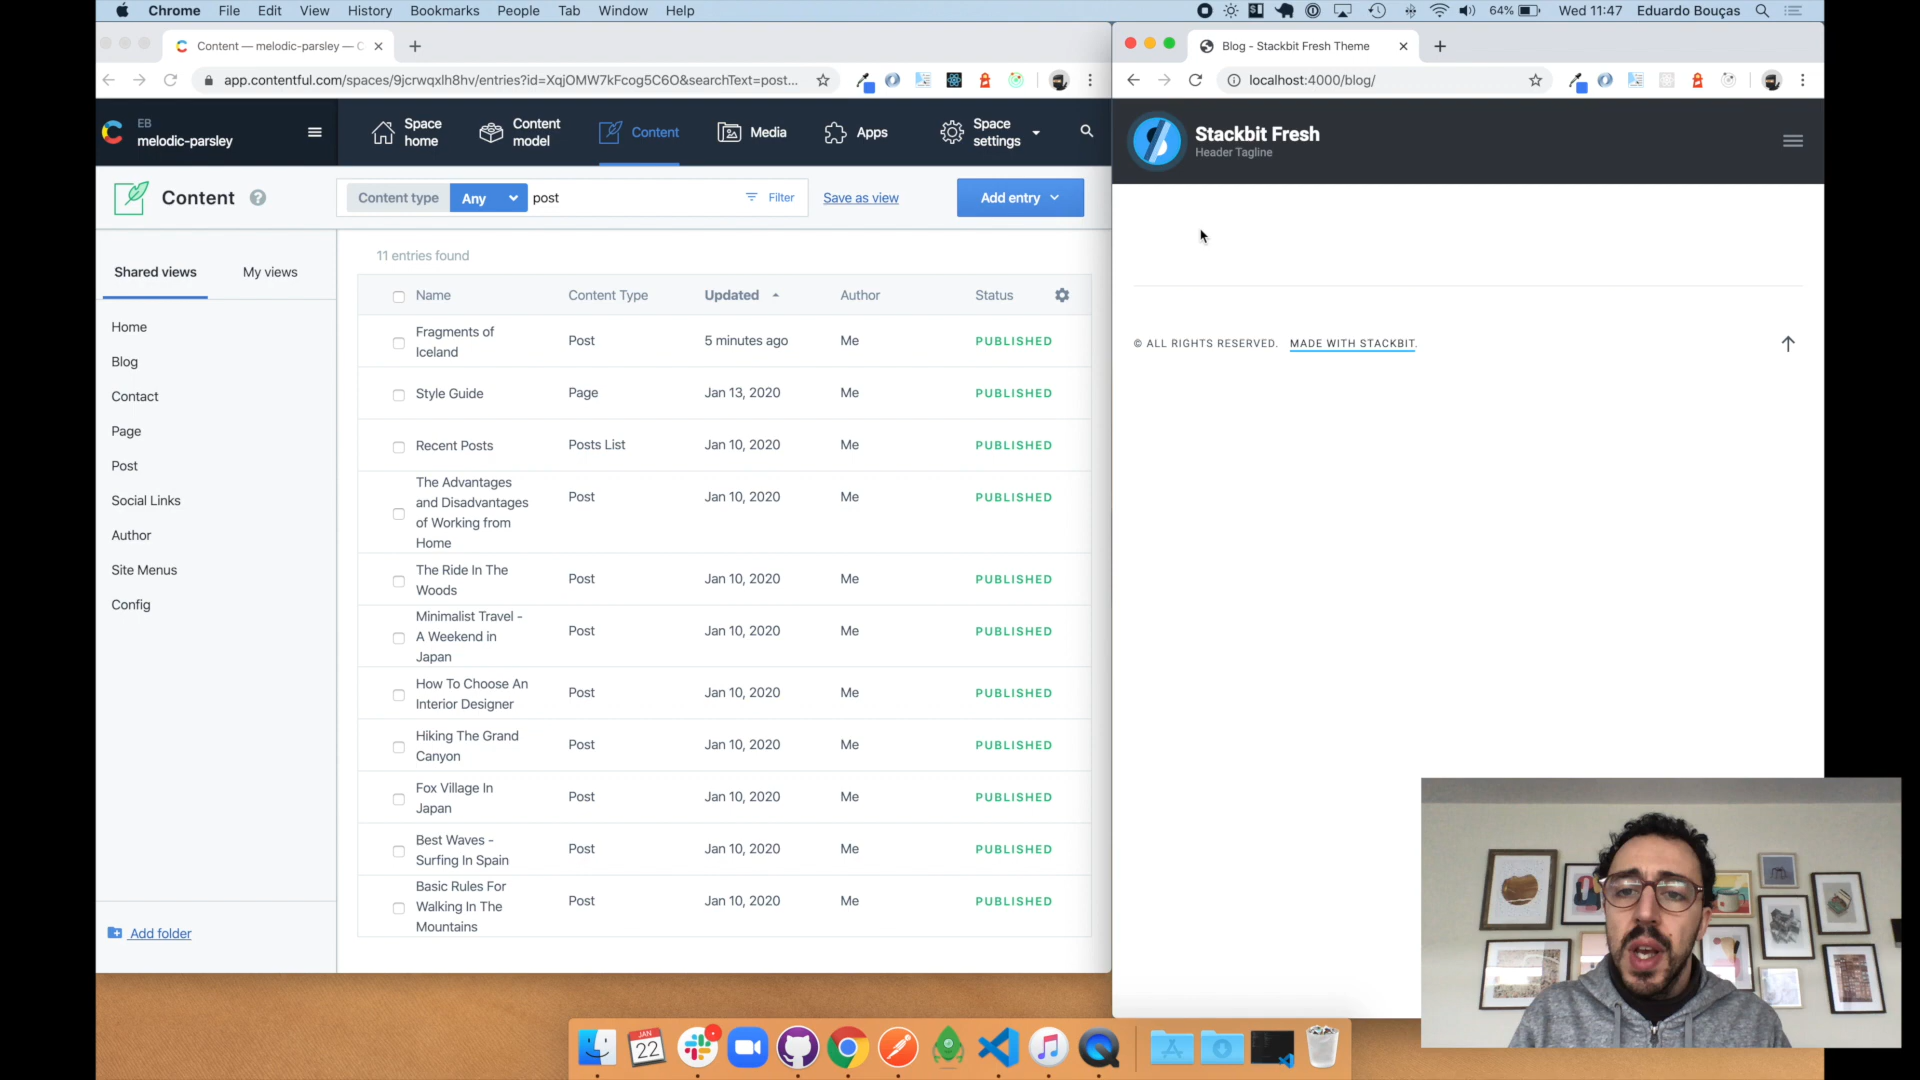 Chrome File Edit View History Bookmarks People Tab Window Help 64% Wed 11:47 Eduardo Bouças
Content — melodic-parsley — C
app.contentful.com/spaces/9jcrwqxlh8hv/entries?id=XqjOMW7kFcog5C6O&searchText=post...
EB
melodic-parsley
Space home
Content model
Content
Media
Apps
Space settings
Content ?
Content type Any post Filter
Save as view
Add entry
Shared views My views
Home
Blog
Contact
Page
Post
Social Links
Author
Site Menus
Config
Add folder
11 entries found
Name Content Type Updated Author Status
Fragments of
Iceland
Post 5 minutes ago Me PUBLISHED
Style Guide Page Jan 13, 2020 Me PUBLISHED
Recent Posts Posts List Jan 10, 2020 Me PUBLISHED
The Advantages
and Disadvantages
of Working from
Home
Post Jan 10, 2020 Me PUBLISHED
The Ride In The
Woods
Post Jan 10, 2020 Me PUBLISHED
Minimalist Travel -
A Weekend in
Japan
Post Jan 10, 2020 Me PUBLISHED
How To Choose An
Interior Designer
Post Jan 10, 2020 Me PUBLISHED
Hiking The Grand
Canyon
Post Jan 10, 2020 Me PUBLISHED
Fox Village In
Japan
Post Jan 10, 2020 Me PUBLISHED
Best Waves -
Surfing In Spain
Post Jan 10, 2020 Me PUBLISHED
Basic Rules For
Walking In The
Mountains
Post Jan 10, 2020 Me PUBLISHED
Blog - Stackbit Fresh Theme
localhost:4000/blog/
Stackbit Fresh
Header Tagline
© ALL RIGHTS RESERVED. MADE WITH STACKBIT.
JAN
22